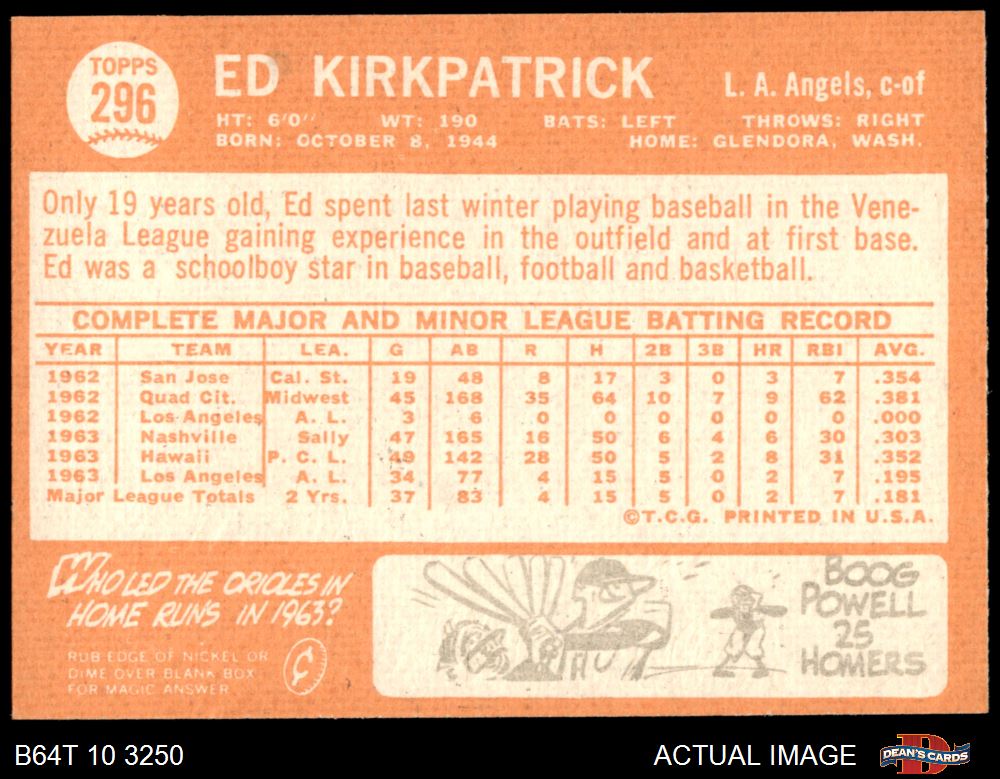 TOPPS
296
ED KIRKPATRICK
L. A. Angels, c-of
HT: 6'0" WT: 190 BATS: LEFT THROWS: RIGHT
BORN: OCTOBER 8, 1944 HOME: GLENDORA, WASH.
Only 19 years old, Ed spent last winter playing baseball in the Vene-
zuela League gaining experience in the outfield and at first base.
Ed was a schoolboy star in baseball, football and basketball.
COMPLETE MAJOR AND MINOR LEAGUE BATTING RECORD
YEAR TEAM LEA. G AB R H 2B 3B HR RBI AVG.
1962 San Jose Cal. St. 19 48 8 17 3 0 3 7 .354
1962 Quad Cit. Midwest 45 168 35 64 10 7 9 62 .381
1962 Los Angeles A. L. 3 6 0 0 0 0 0 0 .000
1963 Nashville Sally 47 165 16 50 6 4 6 30 .303
1963 Hawaii P. C. L. 49 142 28 50 5 2 8 31 .352
1963 Los Angeles A. L. 34 77 4 15 5 0 2 7 .195
Major League Totals 2 Yrs. 37 83 4 15 5 0 2 7 .181
©T.C.G. PRINTED IN U.S.A.
WHO LED THE ORIOLES IN
HOME RUNS IN 1963?
RUB EDGE OF NICKEL OR
DIME OVER BLANK BOX
FOR MAGIC ANSWER
BOOG
POWELL
25
HOMERS
B64T 10 3250
ACTUAL IMAGE
DEAN'S CARDS